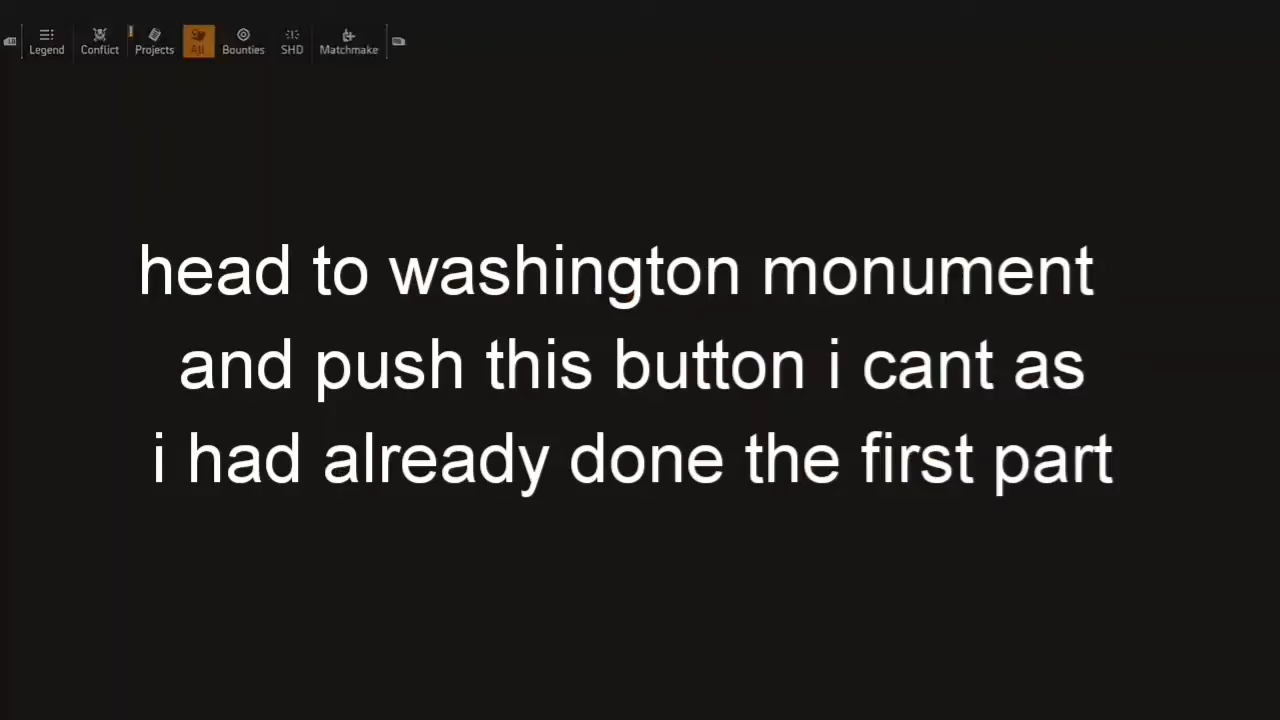 Legend Conflict Projects All Bounties SHD Matchmake
head to washington monument
and push this button i cant as
i had already done the first part